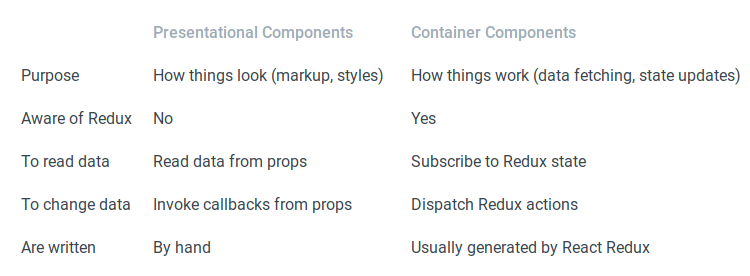 Presentational Components Container Components
Purpose How things look (markup, styles) How things work (data fetching, state updates)
Aware of Redux No Yes
To read data Read data from props Subscribe to Redux state
To change data Invoke callbacks from props Dispatch Redux actions
Are written By hand Usually generated by React Redux